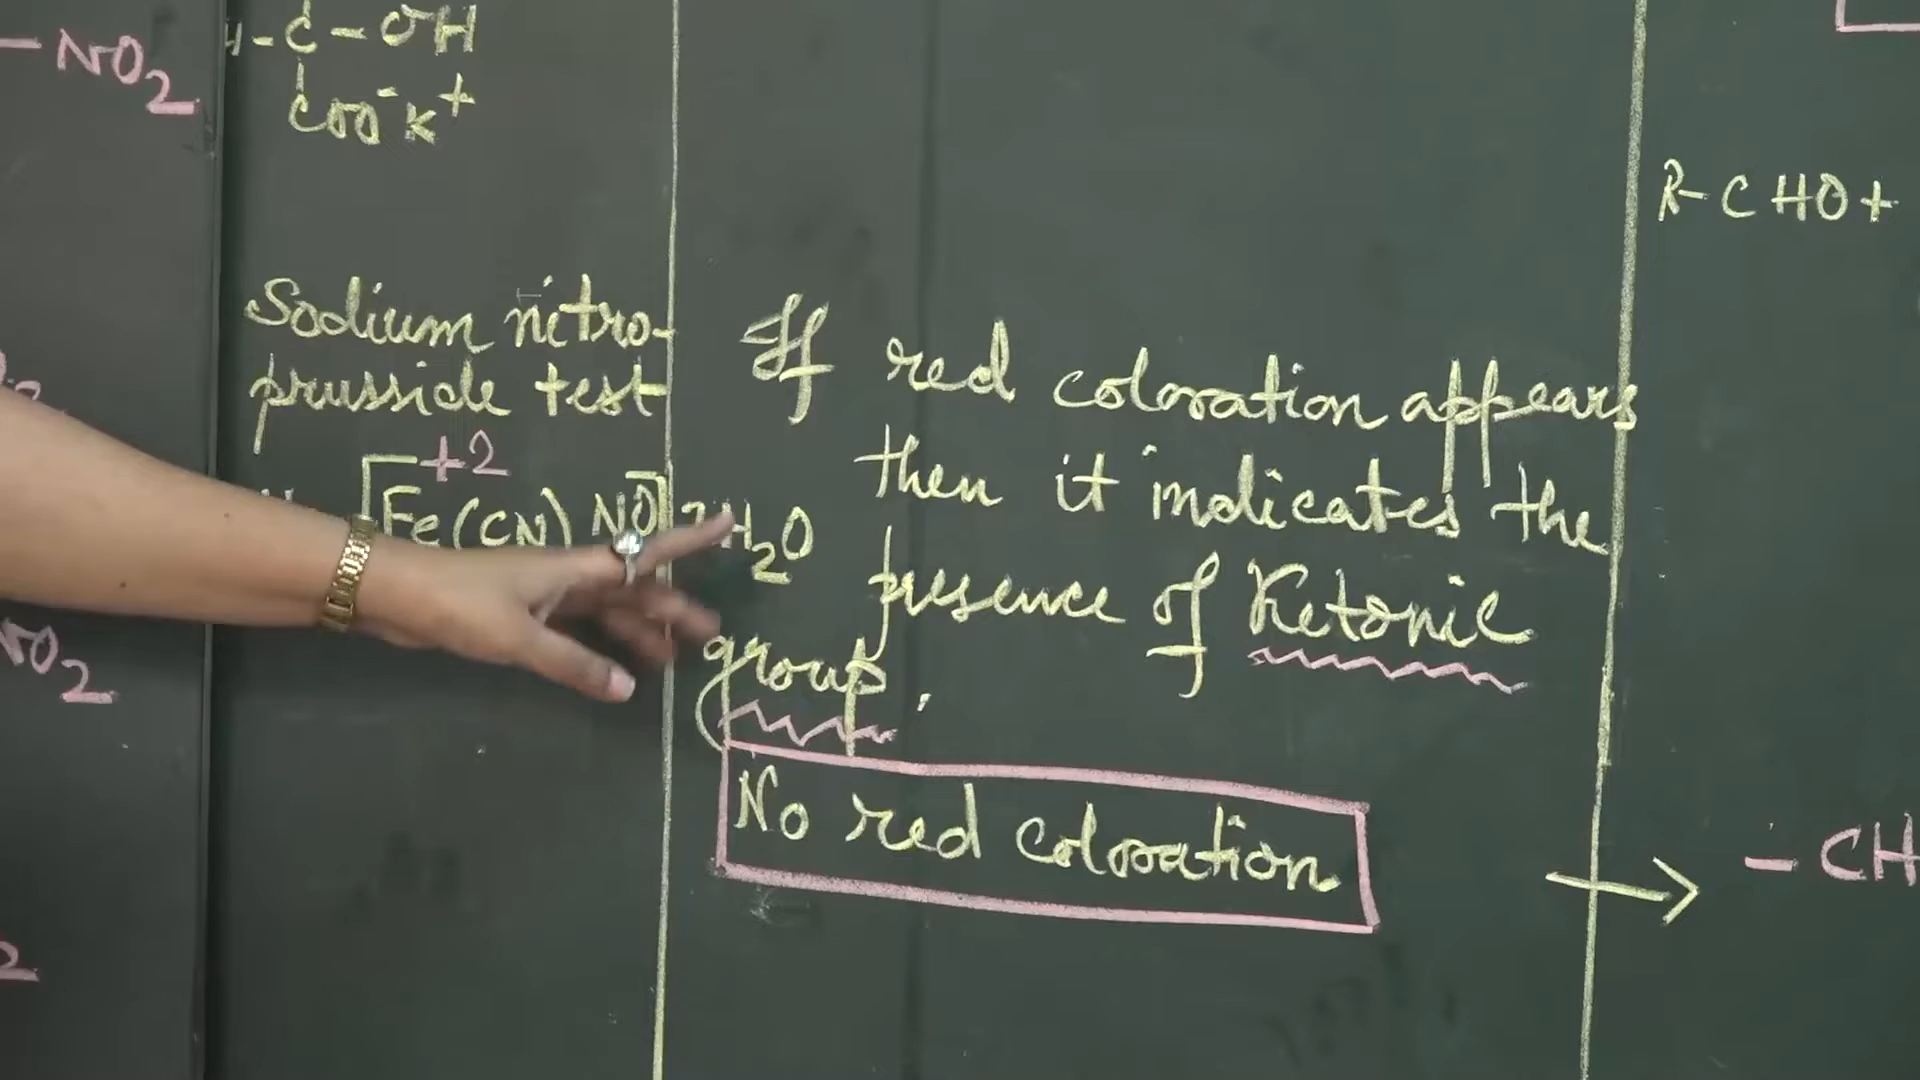 -NO2
H-C-OH
COO-K+
R-CHO+
Sodium nitro-
prusside test
+2
[Fe(CN) NO] 2H2O
If red coloration appears
then it indicates the
presence of Ketonic
group.
NO2
No red coloration
→ -CH
2